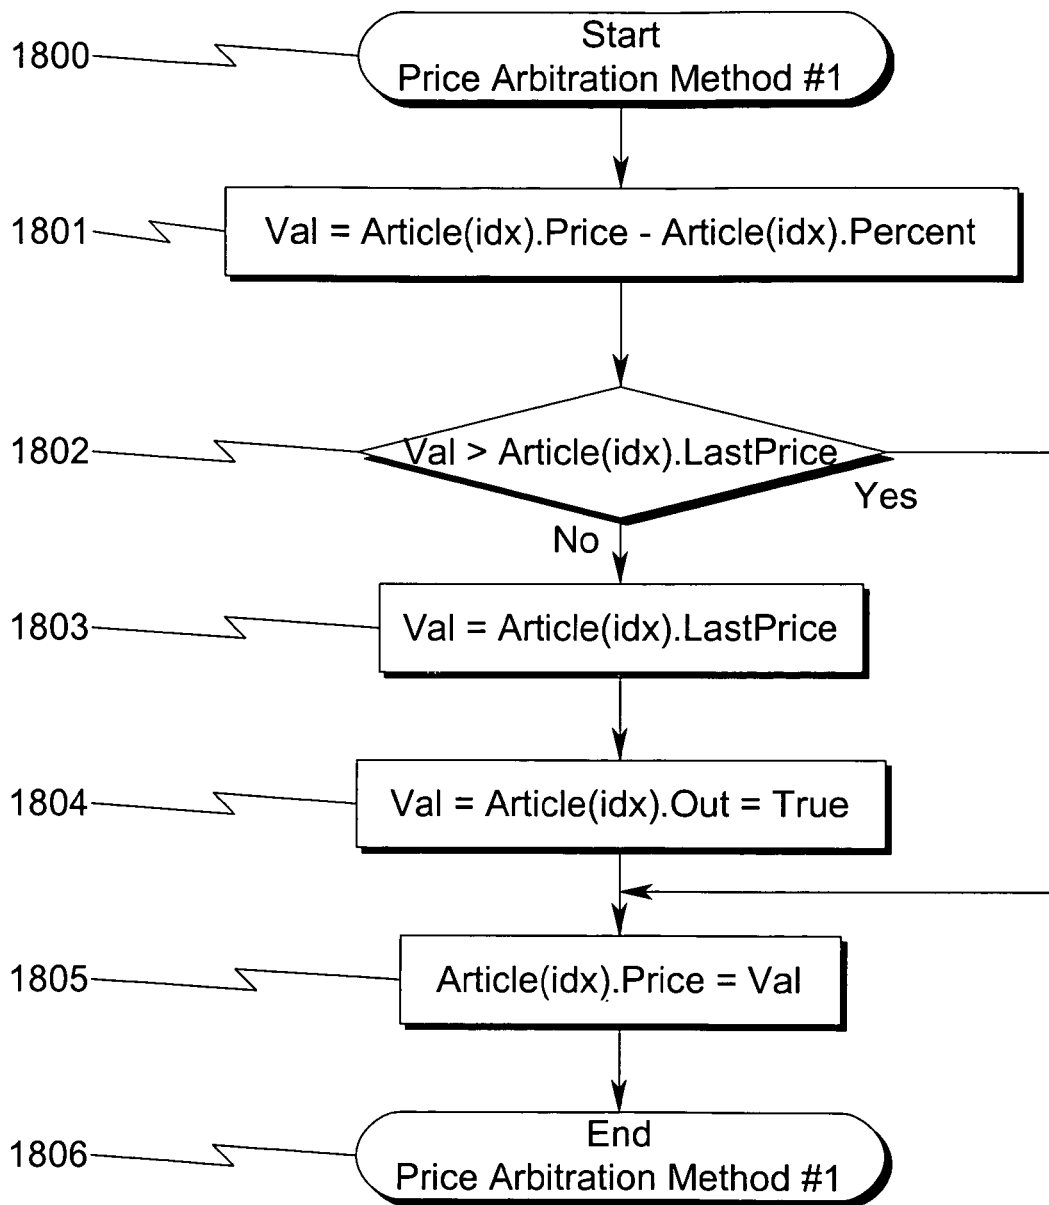 1800
Start
Price Arbitration Method #1
1801
Val = Article(idx).Price - Article(idx).Percent
1802
Val > Article(idx).LastPrice
Yes
No
1803
Val = Article(idx).LastPrice
1804
Val = Article(idx).Out = True
1805
Article(idx).Price = Val
1806
End
Price Arbitration Method #1